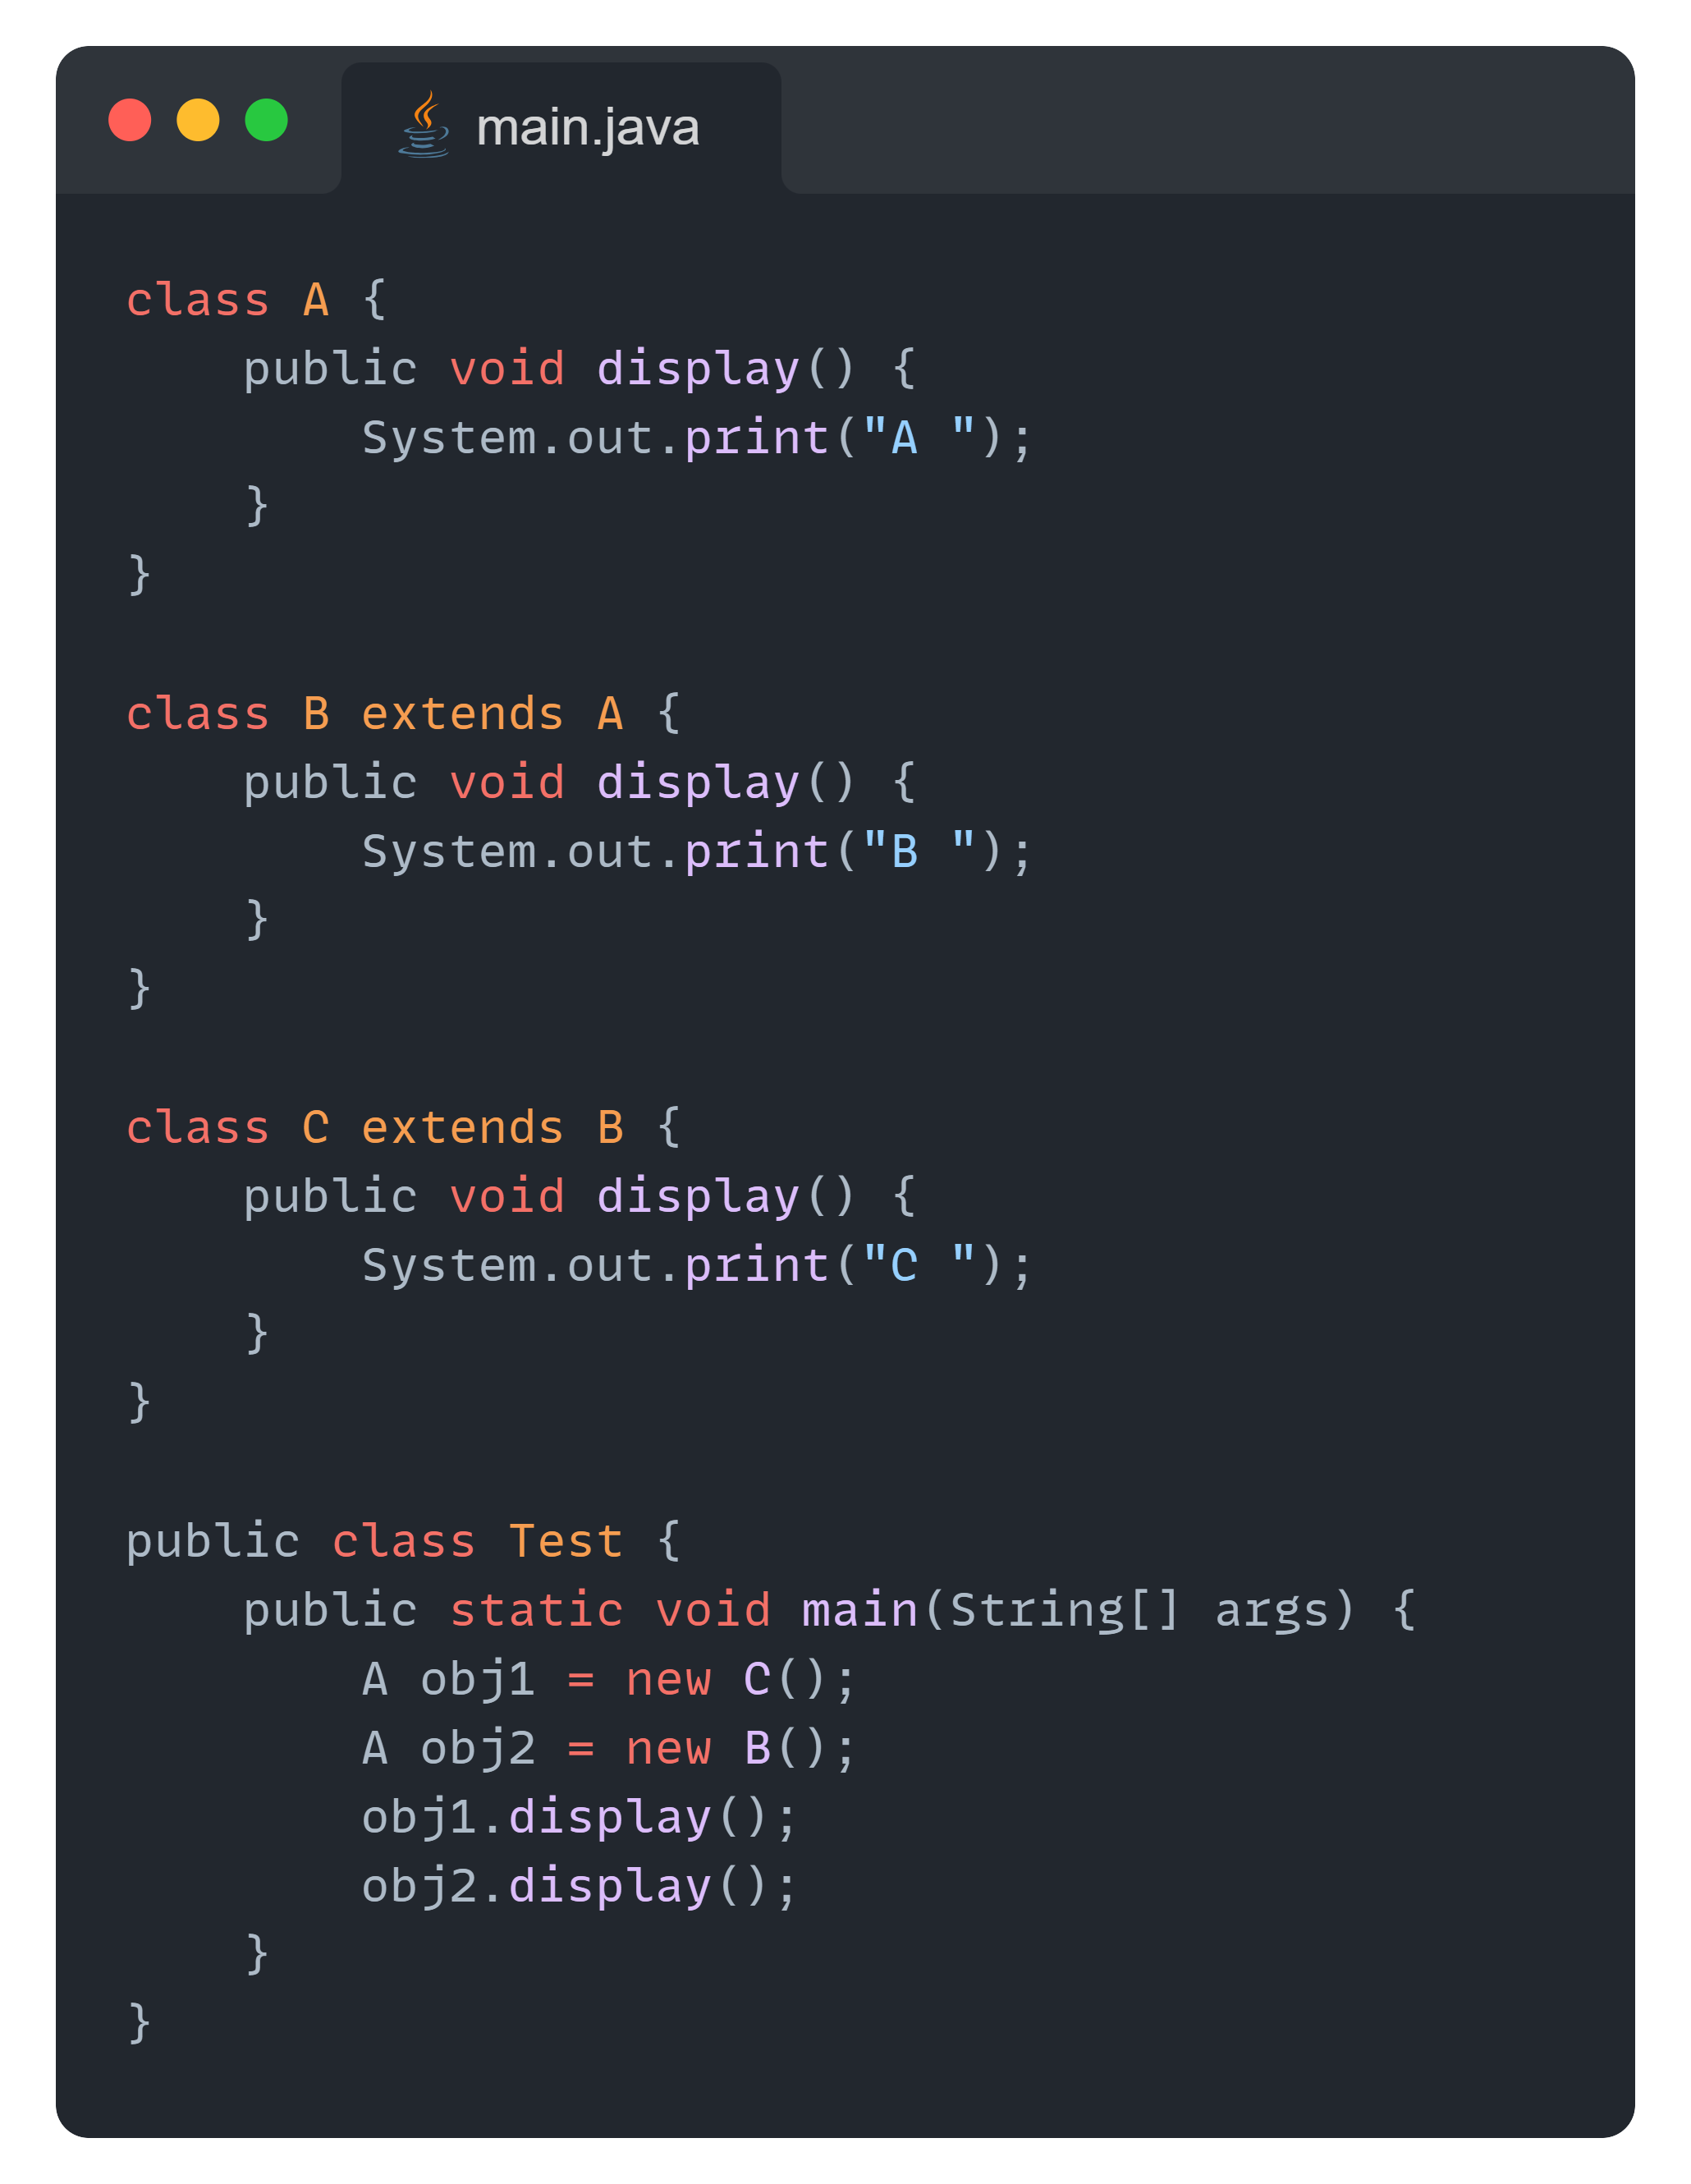 main.java
class A {
    public void display() {
        System.out.print("A ");
    }
}
class B extends A {
    public void display() {
        System.out.print("B ");
    }
}
class C extends B {
    public void display() {
        System.out.print("C ");
    }
}
public class Test {
    public static void main(String[] args) {
        A obj1 = new C();
        A obj2 = new B();
        obj1.display();
        obj2.display();
    }
}